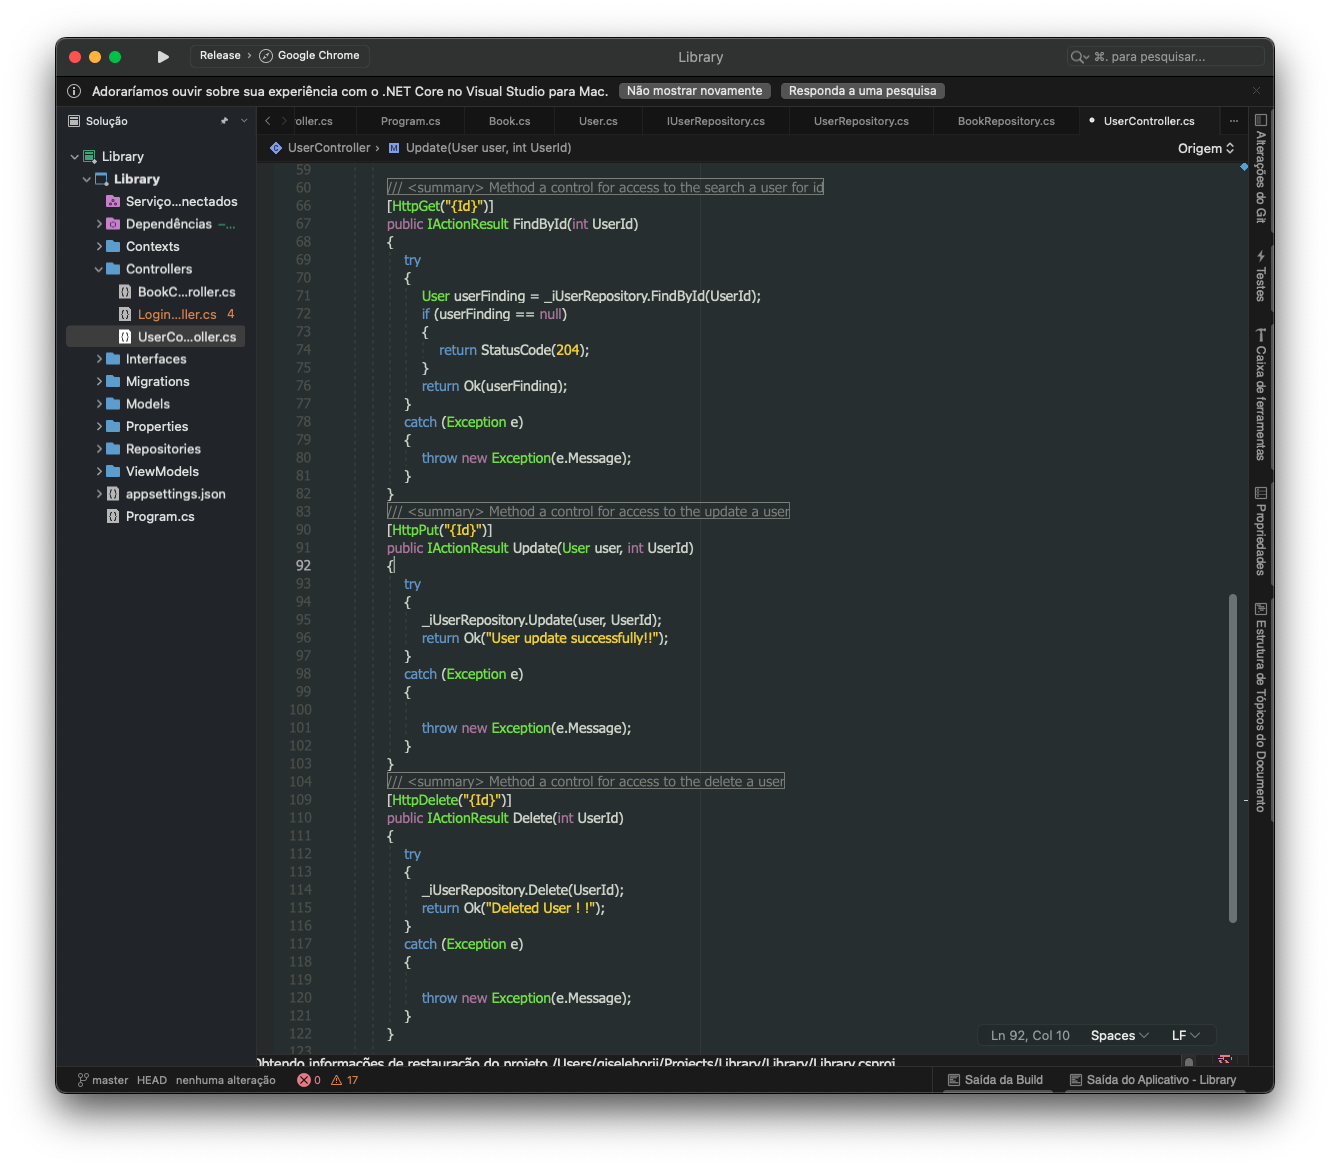 Release › Google Chrome
Library
⌘. para pesquisar...
Adoraríamos ouvir sobre sua experiência com o .NET Core no Visual Studio para Mac.
Não mostrar novamente
Responda a uma pesquisa
Solução
oller.cs
Program.cs
Book.cs
User.cs
IUserRepository.cs
UserRepository.cs
BookRepository.cs
UserController.cs
...
UserController › M Update(User user, int UserId)
Origem
Library
Library
Serviço...nectados
Dependências –...
Contexts
Controllers
BookC...roller.cs
Login...ller.cs 4
UserCo...oller.cs
Interfaces
Migrations
Models
Properties
Repositories
ViewModels
appsettings.json
Program.cs
59
60 /// <summary> Method a control for access to the search a user for id
66 [HttpGet("{Id}")]
67 public IActionResult FindById(int UserId)
68 {
69 try
70 {
71 User userFinding = _iUserRepository.FindById(UserId);
72 if (userFinding == null)
73 {
74 return StatusCode(204);
75 }
76 return Ok(userFinding);
77 }
78 catch (Exception e)
79 {
80 throw new Exception(e.Message);
81 }
82 }
83 /// <summary> Method a control for access to the update a user
90 [HttpPut("{Id}")]
91 public IActionResult Update(User user, int UserId)
92 {
93 try
94 {
95 _iUserRepository.Update(user, UserId);
96 return Ok("User update successfully!!");
97 }
98 catch (Exception e)
99 {
100
101 throw new Exception(e.Message);
102 }
103 }
104 /// <summary> Method a control for access to the delete a user
109 [HttpDelete("{Id}")]
110 public IActionResult Delete(int UserId)
111 {
112 try
113 {
114 _iUserRepository.Delete(UserId);
115 return Ok("Deleted User ! !");
116 }
117 catch (Exception e)
118 {
119
120 throw new Exception(e.Message);
121 }
122 }
123
Ln 92, Col 10
Spaces
LF
Alterações do Git
Testes
Caixa de ferramentas
Propriedades
Estrutura de Tópicos do Documento
Obtendo informações de restauração do projeto /Users/giselehorii/Projects/Library/Library/Library.csproj
master HEAD nenhuma alteração
0
17
Saída da Build
Saída do Aplicativo - Library